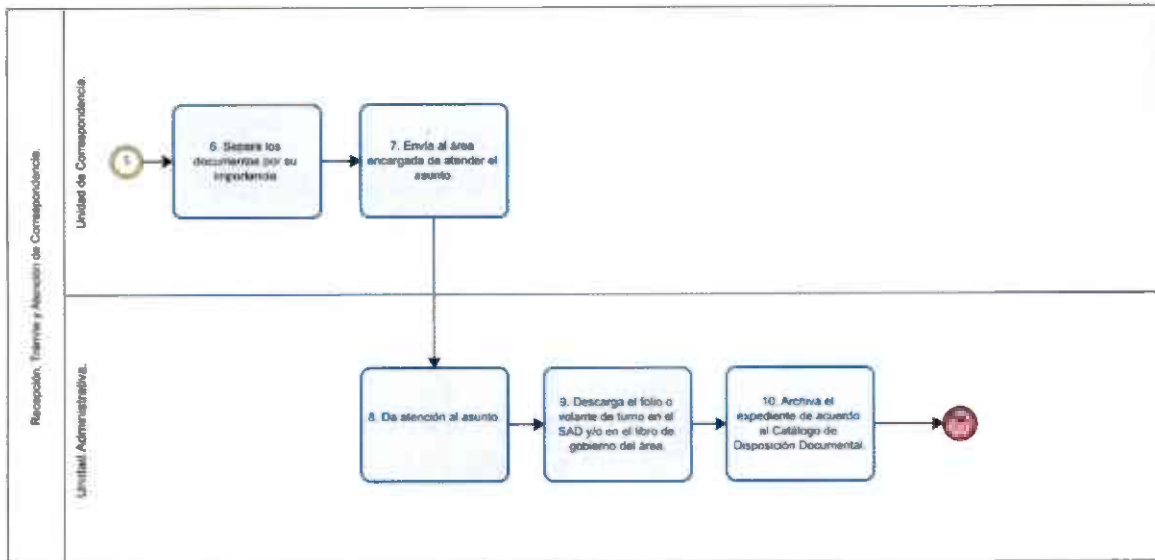 Recepción, Trámite y Atención de Correspondencia.
Unidad de Correspondencia.
5
6. Separa los
documentos por su
importancia
7. Envía al área
encargada de atender el
asunto
Unidad Administrativa.
8. Da atención al asunto
9. Descarga el folio o
volante de turno en el
SAD y/o en el libro de
gobierno del área.
10. Archiva el
expediente de acuerdo
al Catálogo de
Disposición Documental.